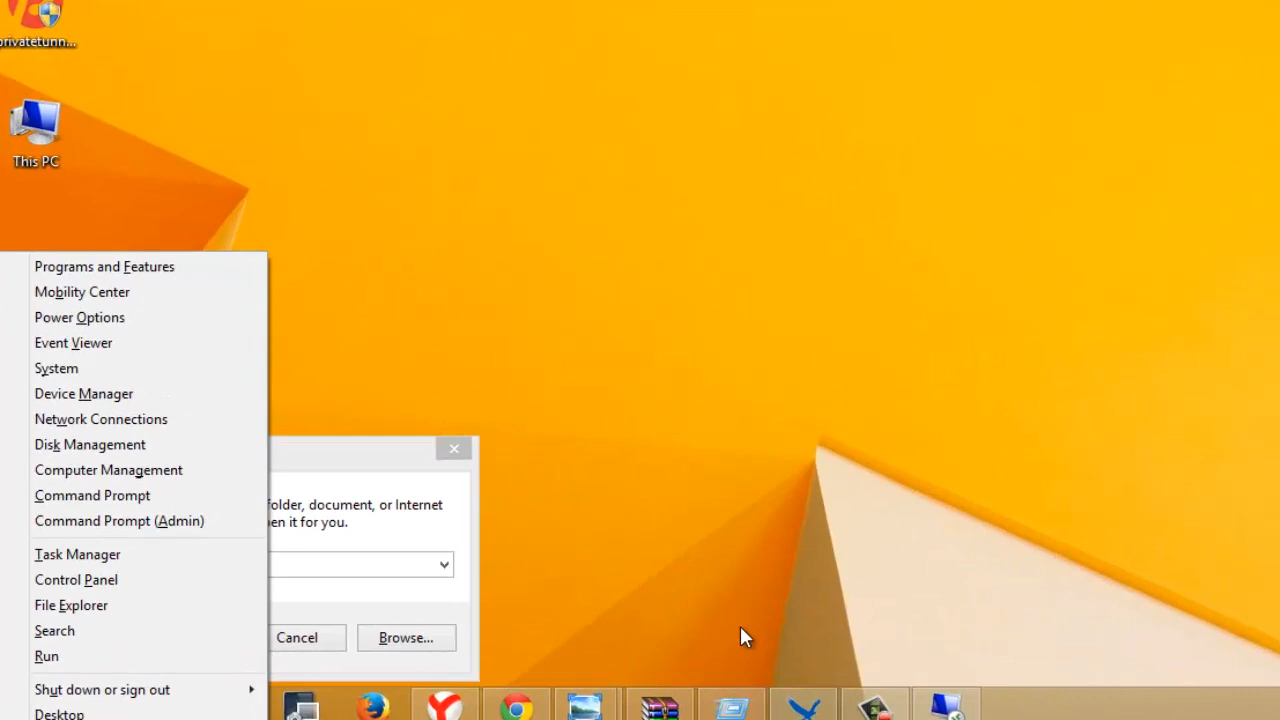 privatetunn...
This PC
Programs and Features
Mobility Center
Power Options
Event Viewer
System
Device Manager
Network Connections
Disk Management
Computer Management
Command Prompt
Command Prompt (Admin)
Task Manager
Control Panel
File Explorer
Search
Run
Shut down or sign out
Desktop
folder, document, or Internet
en it for you.
Cancel
Browse...